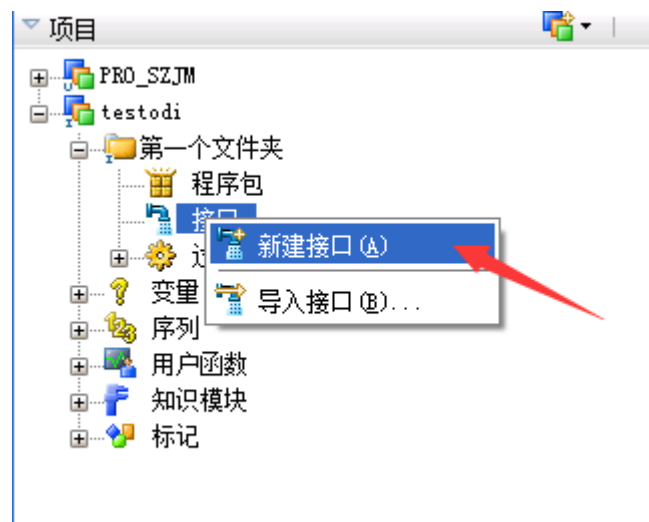 项目
PRO_SZJM
testodi
第一个文件夹
程序包
接口
新建接口(A)
变量
导入接口(B)...
序列
用户函数
知识模块
标记